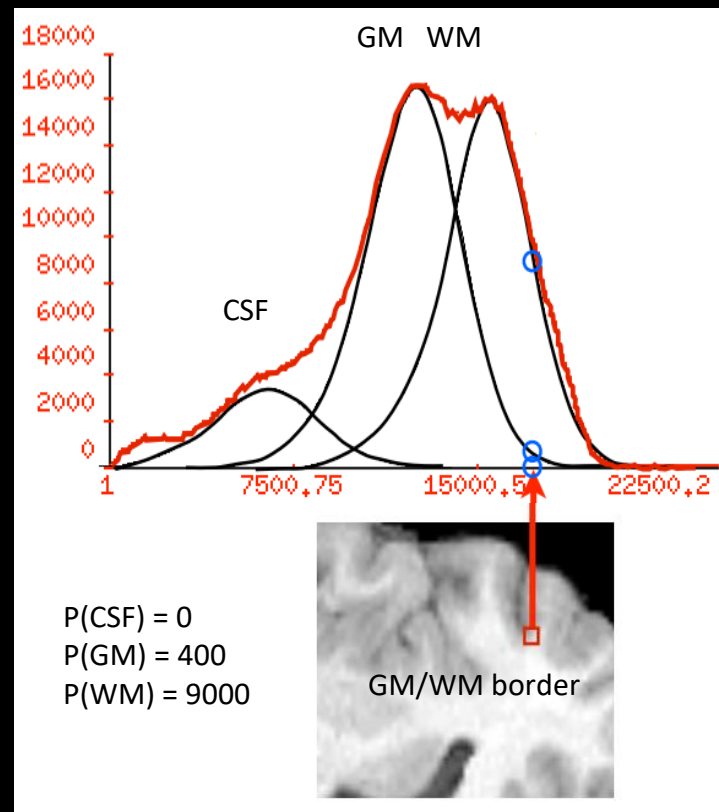 GM WM
18000
16000
14000
12000
10000
8000
6000
4000
2000
0
CSF
1 7500.75 15000.5 22500.2
P(CSF) = 0
P(GM) = 400
P(WM) = 9000
GM/WM border